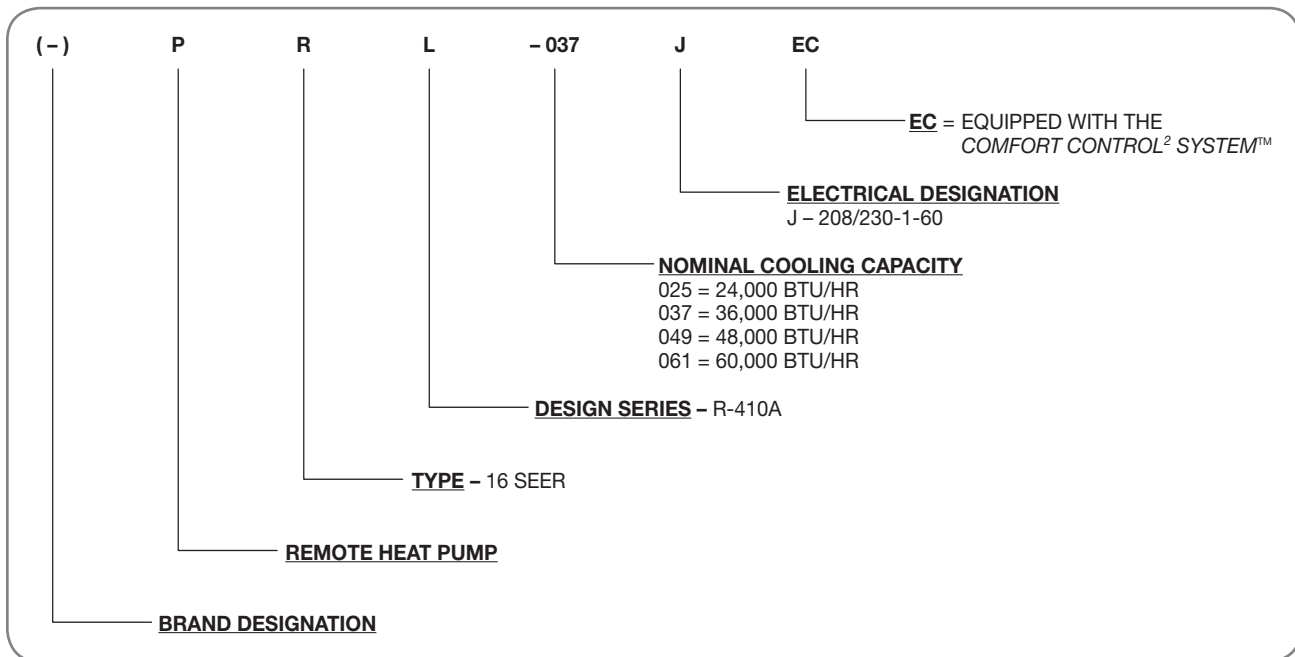 (–) P R L – 037 J EC
EC = EQUIPPED WITH THE
COMFORT CONTROL² SYSTEM™
ELECTRICAL DESIGNATION
J – 208/230-1-60
NOMINAL COOLING CAPACITY
025 = 24,000 BTU/HR
037 = 36,000 BTU/HR
049 = 48,000 BTU/HR
061 = 60,000 BTU/HR
DESIGN SERIES – R-410A
TYPE – 16 SEER
REMOTE HEAT PUMP
BRAND DESIGNATION